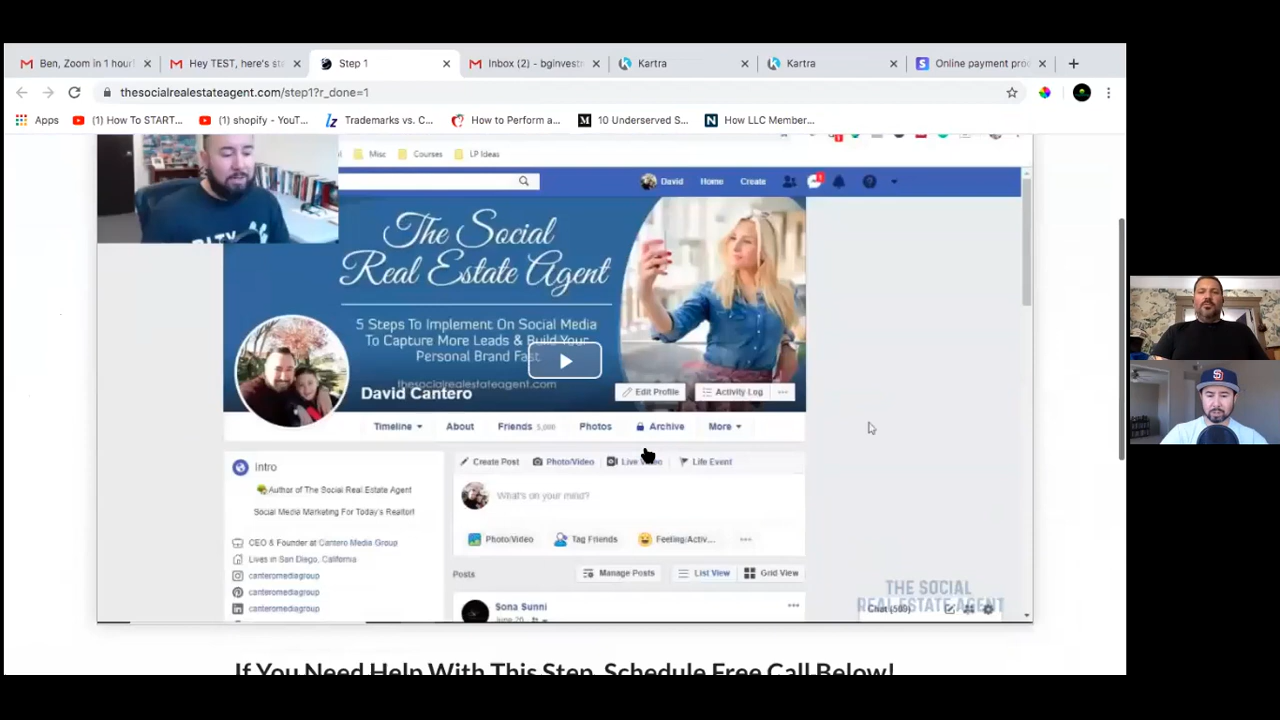 Ben, Zoom in 1 hour
Hey TEST, here's sta
Step 1
Inbox (2) - bginvestm
Kartra
Kartra
Online payment proc
thesocialrealestateagent.com/step1?r_done=1
Apps
(1) How To START...
(1) shopify - YouT...
Trademarks vs. C...
How to Perform a...
10 Underserved S...
How LLC Member...
Misc
Courses
LP Ideas
David
Home
Create
The Social
Real Estate Agent
5 Steps To Implement On Social Media
To Capture More Leads & Build Your
Personal Brand Fast
thesocialrealestateagent.com
David Cantero
Edit Profile
Activity Log
Timeline
About
Friends 5,000
Photos
Archive
More
Intro
Author of The Social Real Estate Agent
Social Media Marketing For Today's Realtor!
CEO & Founder at Cantero Media Group
Lives in San Diego, California
canteromediagroup
canteromediagroup
canteromediagroup
Create Post
Photo/Video
Live
Life Event
What's on your mind?
Photo/Video
Tag Friends
Feeling/Activ...
Posts
Manage Posts
List View
Grid View
Sona Sunni
THE SOCIAL
REAL ESTATE AGENT
If You Need Help With This Step, Schedule Free Call Below!